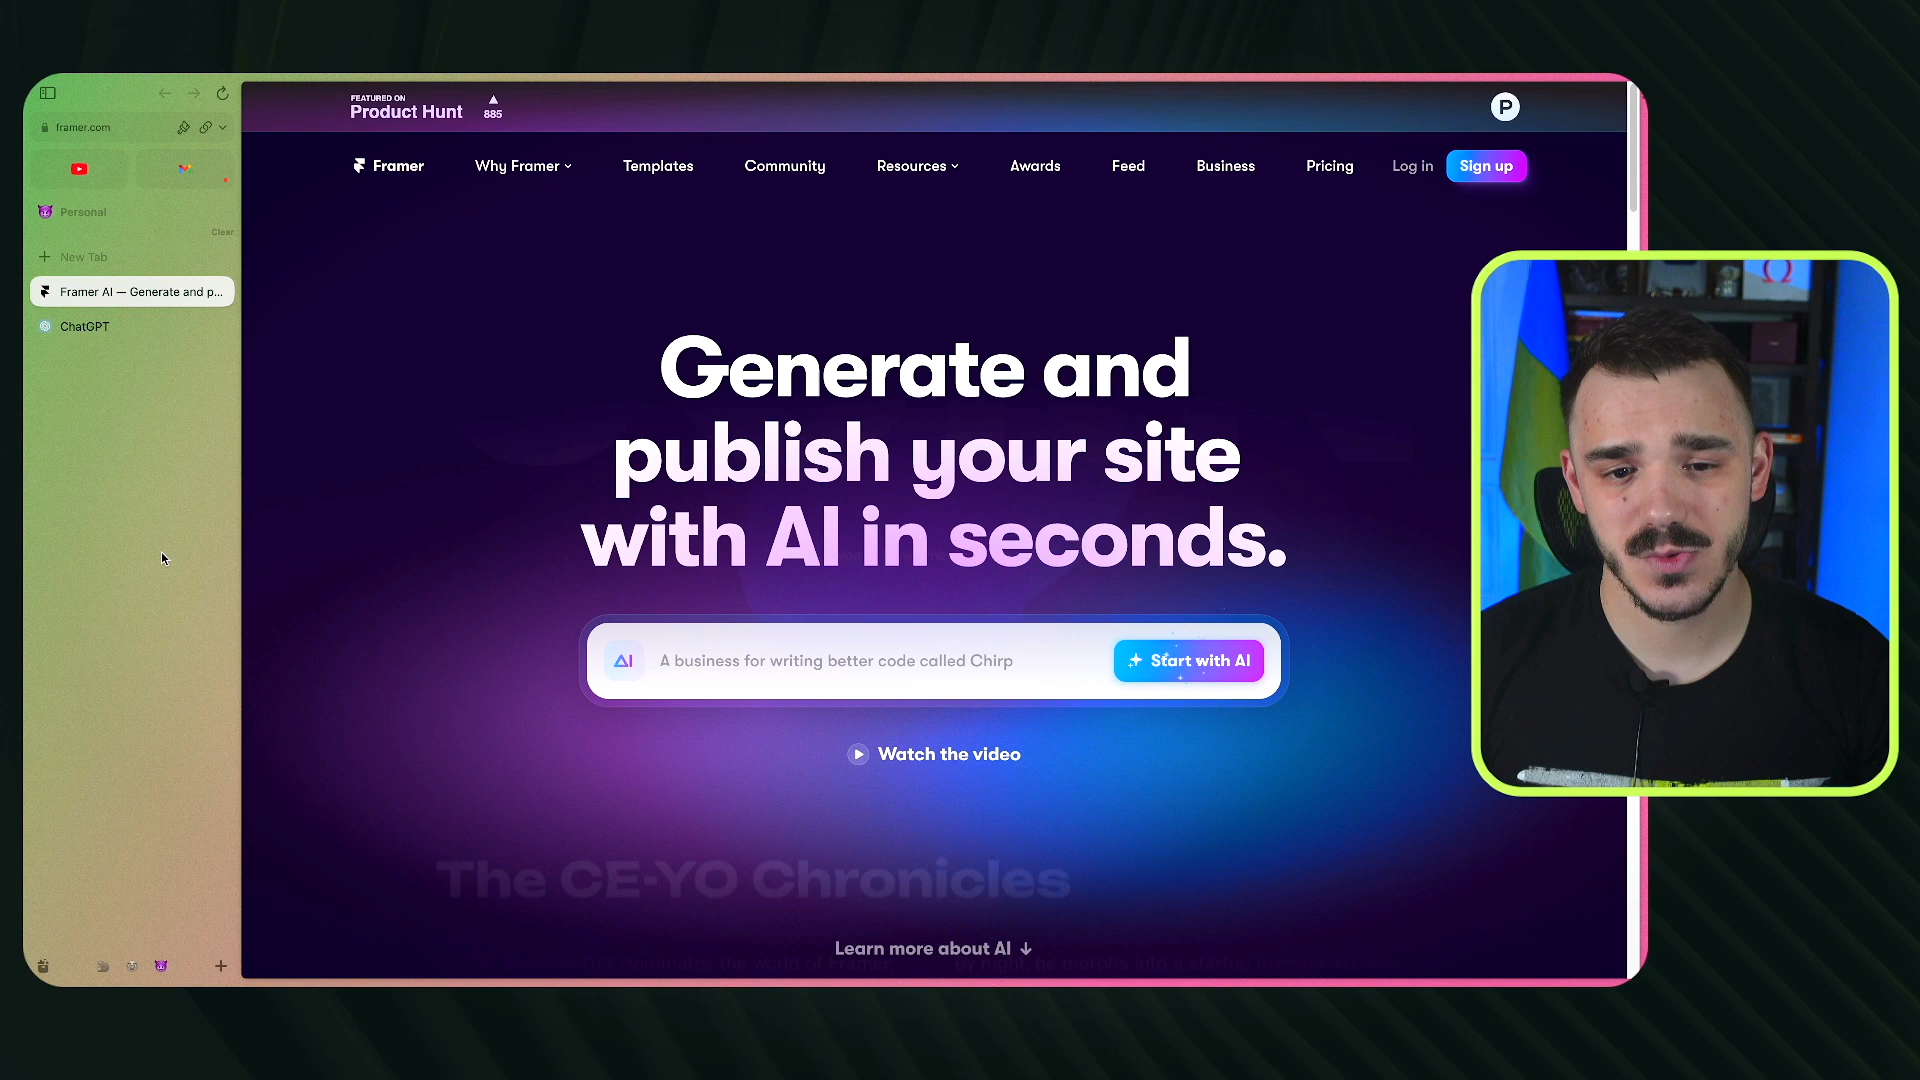 framer.com
Personal
Clear
New Tab
Framer AI — Generate and p...
ChatGPT
FEATURED ON
Product Hunt
885
P
Framer
Why Framer
Templates
Community
Resources
Awards
Feed
Business
Pricing
Log in
Sign up
Generate and
publish your site
with AI in seconds.
AI
A business for writing better code called Chirp
Start with AI
Watch the video
The CE-YO Chronicles
Learn more about AI ↓
Ω